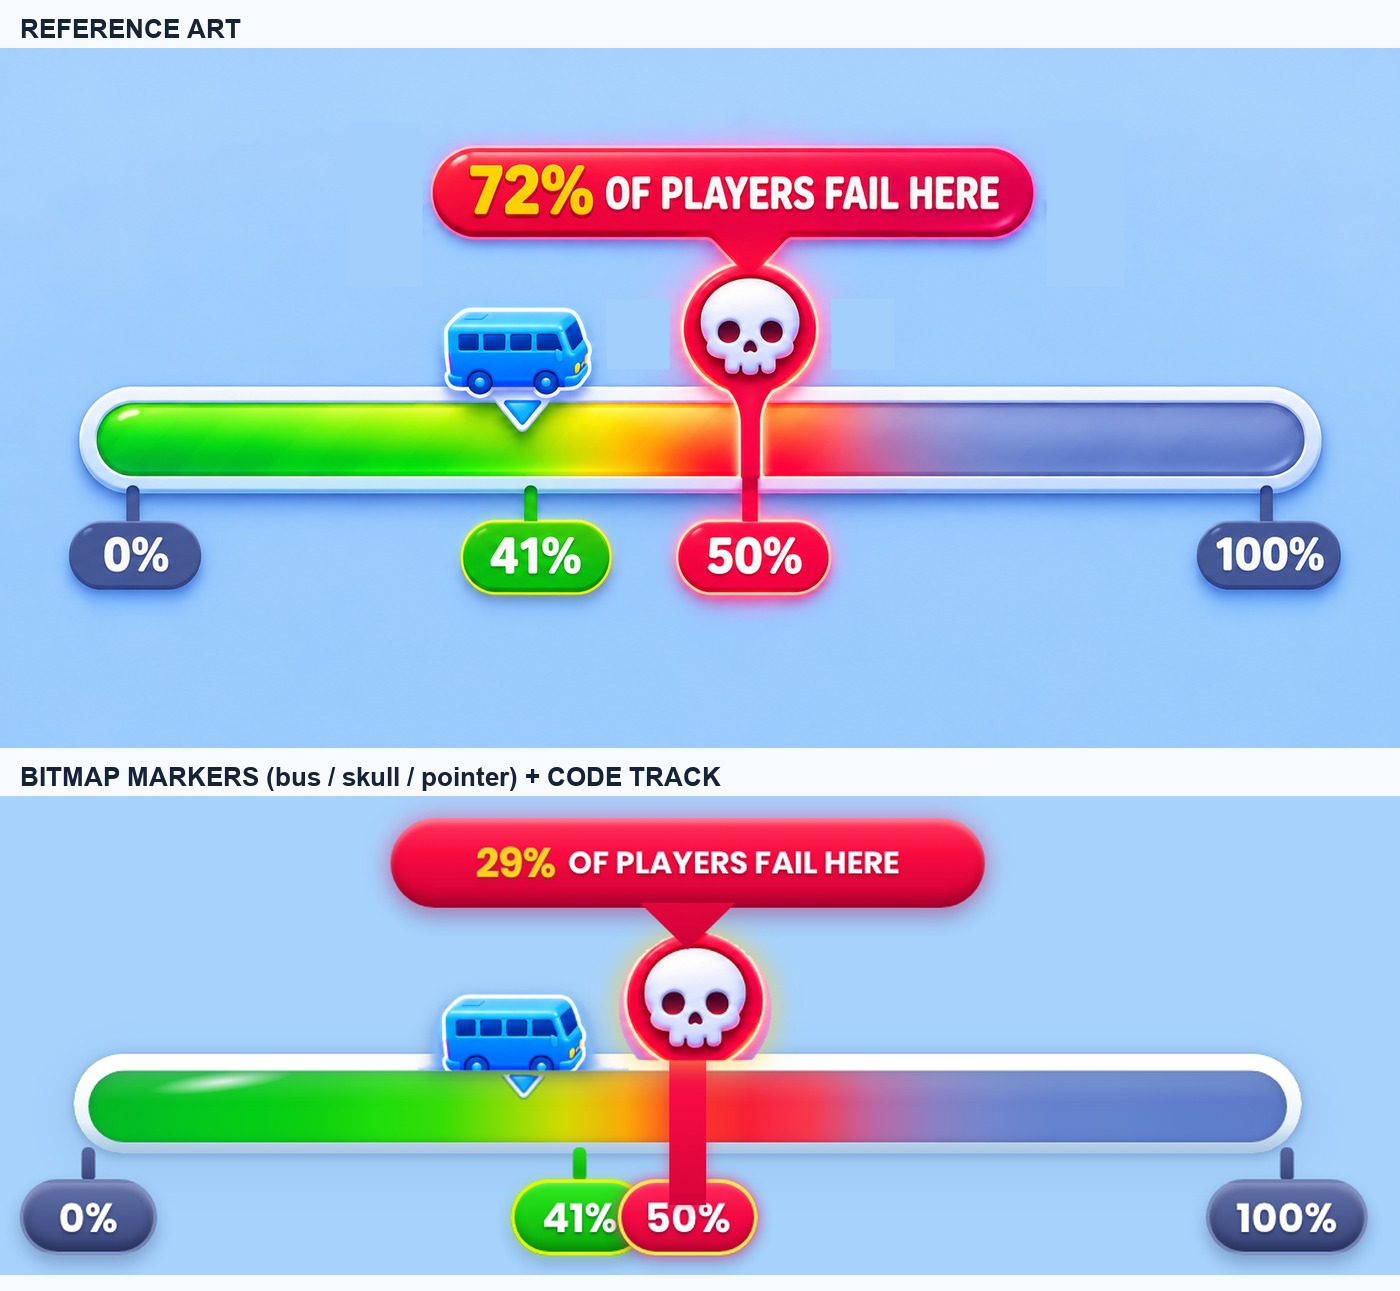 REFERENCE ART
72% OF PLAYERS FAIL HERE
0%
41%
50%
100%
BITMAP MARKERS (bus / skull / pointer) + CODE TRACK
29% OF PLAYERS FAIL HERE
0%
41%
50%
100%